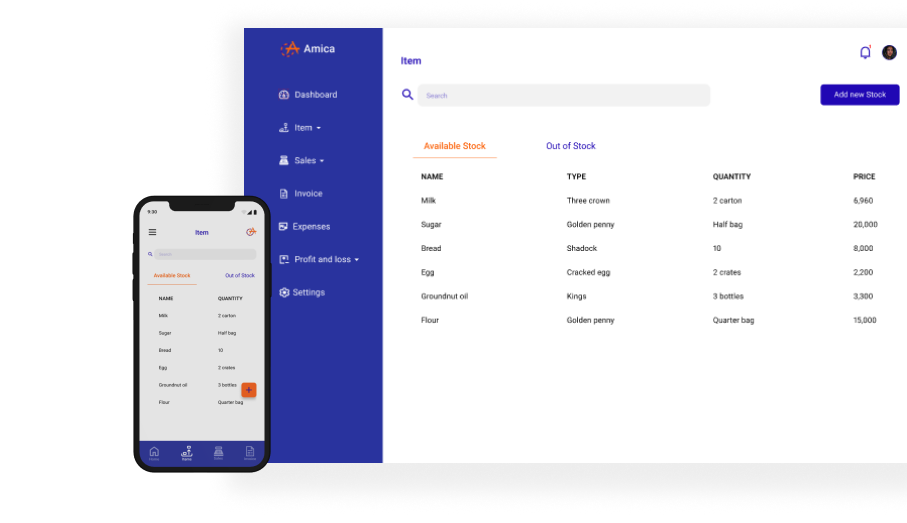 Amica
Dashboard
Item
Sales
Invoice
Expenses
Profit and loss
Settings
Item
Search
Add new Stock
Available Stock Out of Stock
NAME TYPE QUANTITY PRICE
Milk Three crown 2 carton 6,960
Sugar Golden penny Half bag 20,000
Bread Shadock 10 8,000
Egg Cracked egg 2 crates 2,200
Groundnut oil Kings 3 bottles 3,300
Flour Golden penny Quarter bag 15,000
9:30
Item
Search
Available Stock Out of Stock
NAME QUANTITY
Milk 2 carton
Sugar Half bag
Bread 10
Egg 2 crates
Groundnut oil 3 bottles
Flour Quarter bag